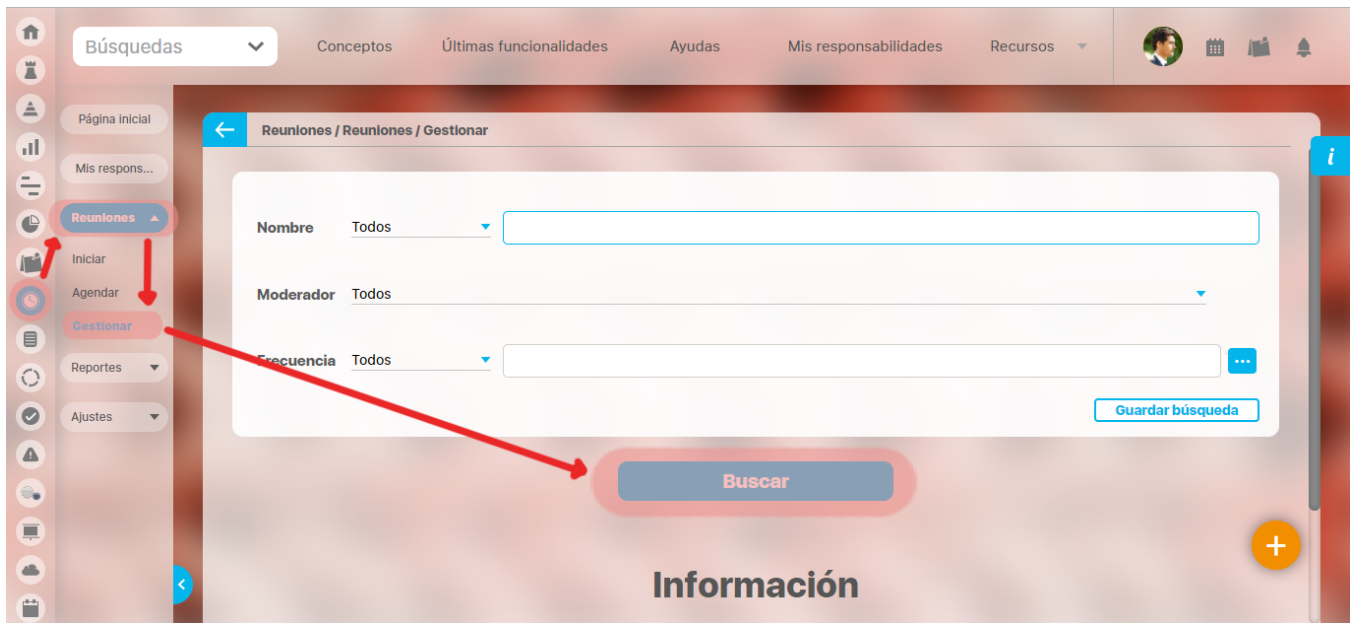 Búsquedas
Conceptos
Últimas funcionalidades
Ayudas
Mis responsabilidades
Recursos
Página inicial
Mis respons...
Reuniones
Iniciar
Agendar
Gestionar
Reportes
Ajustes
Reuniones / Reuniones / Gestionar
i
Nombre Todos
Moderador Todos
Frecuencia Todos
...
Guardar búsqueda
Buscar
+
Información